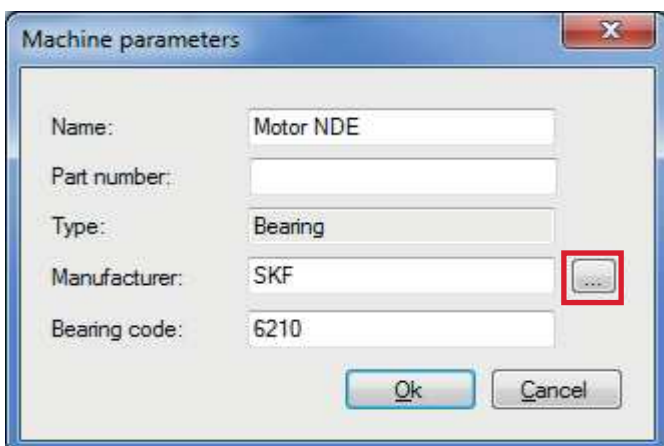 Machine parameters
Name: Motor NDE
Part number:
Type: Bearing
Manufacturer: SKF ...
Bearing code: 6210
Ok Cancel